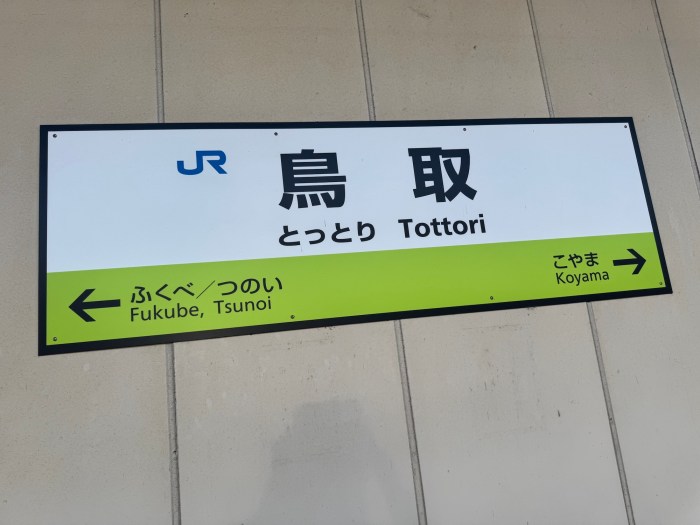 JR 鳥取
とっとり Tottori
ふくべ／つのい
Fukube, Tsunoi
こやま
Koyama